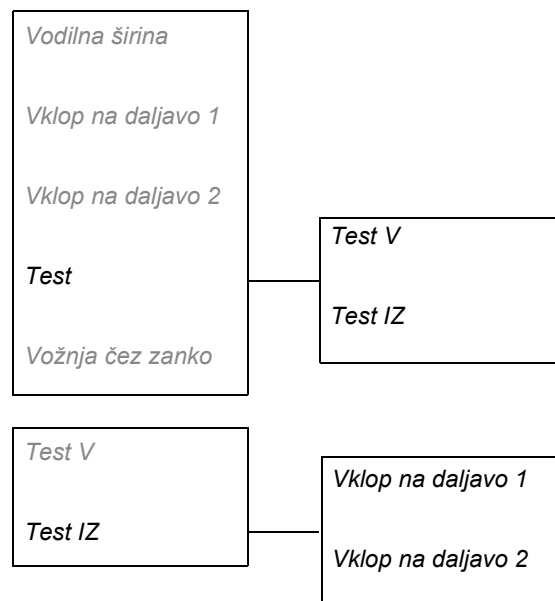 Vodilna širina
Vklop na daljavo 1
Vklop na daljavo 2
Test
Vožnja čez zanko
Test V
Test IZ
Test V
Test IZ
Vklop na daljavo 1
Vklop na daljavo 2